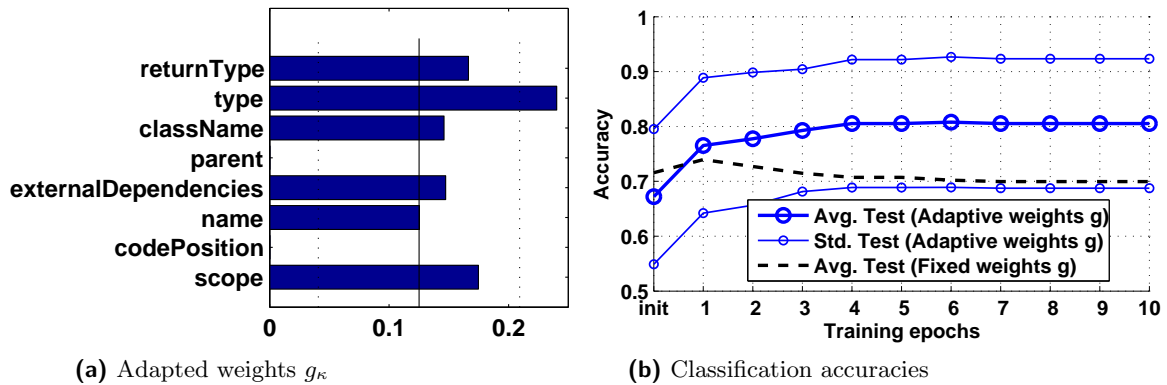 returnType
type
className
parent
externalDependencies
name
codePosition
scope
0 0.1 0.2
(a) Adapted weights gκ
1
0.9
0.8
0.7
0.6
0.5
Accuracy
Avg. Test (Adaptive weights g)
Std. Test (Adaptive weights g)
Avg. Test (Fixed weights g)
init 1 2 3 4 5 6 7 8 9 10
Training epochs
(b) Classification accuracies